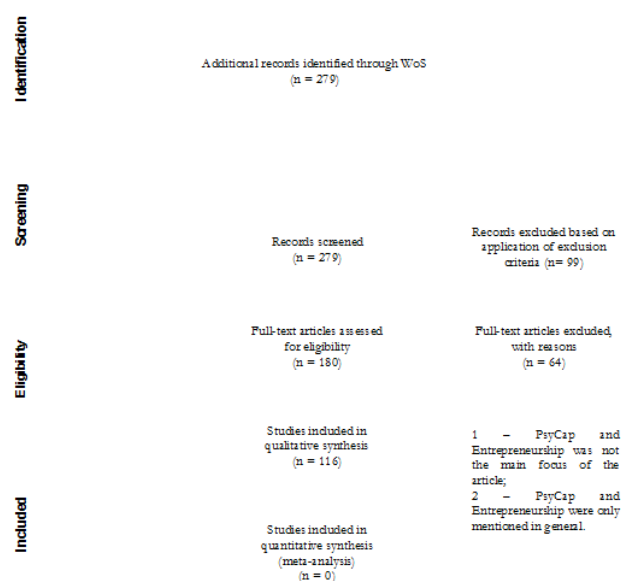 Identification
Additional records identified through WoS
(n = 279)
Screening
Records screened
(n = 279)
Records excluded based on
application of exclusion
criteria (n= 99)
Eligibility
Full-text articles assessed
for eligibility
(n = 180)
Full-text articles excluded,
with reasons
(n = 64)
Studies included in
qualitative synthesis
(n = 116)
1 – PsyCap and
Entrepreneurship was not
the main focus of the
article;
2 – PsyCap and
Entrepreneurship were only
mentioned in general.
Included
Studies included in
quantitative synthesis
(meta-analysis)
(n = 0)